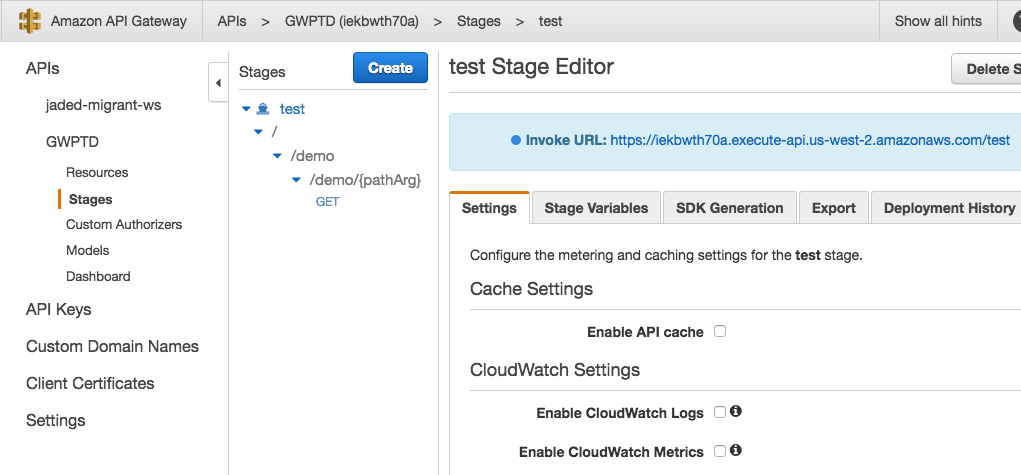 Amazon API Gateway APIs > GWPTD (iekbwth70a) > Stages > test Show all hints
APIs
jaded-migrant-ws
GWPTD
Resources
Stages
Custom Authorizers
Models
Dashboard
API Keys
Custom Domain Names
Client Certificates
Settings
Stages Create
test
/
/demo
/demo/{pathArg}
GET
test Stage Editor Delete S
Invoke URL: https://iekbwth70a.execute-api.us-west-2.amazonaws.com/test
Settings Stage Variables SDK Generation Export Deployment History
Configure the metering and caching settings for the test stage.
Cache Settings
Enable API cache
CloudWatch Settings
Enable CloudWatch Logs
Enable CloudWatch Metrics